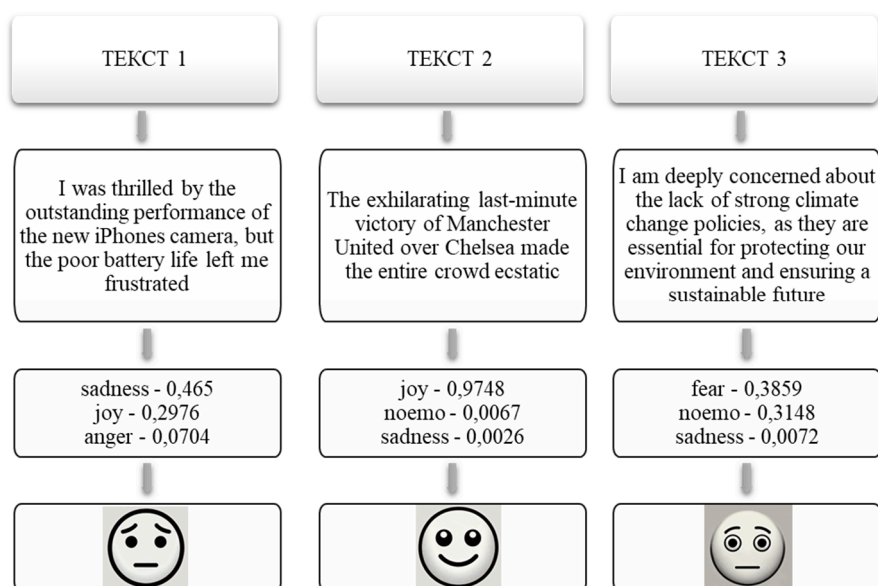 ТЕКСТ 1
ТЕКСТ 2
ТЕКСТ 3
I was thrilled by the
outstanding performance of
the new iPhones camera, but
the poor battery life left me
frustrated
The exhilarating last-minute
victory of Manchester
United over Chelsea made
the entire crowd ecstatic
I am deeply concerned about
the lack of strong climate
change policies, as they are
essential for protecting our
environment and ensuring a
sustainable future
sadness - 0,465
joy - 0,2976
anger - 0,0704
joy - 0,9748
noemo - 0,0067
sadness - 0,0026
fear - 0,3859
noemo - 0,3148
sadness - 0,0072